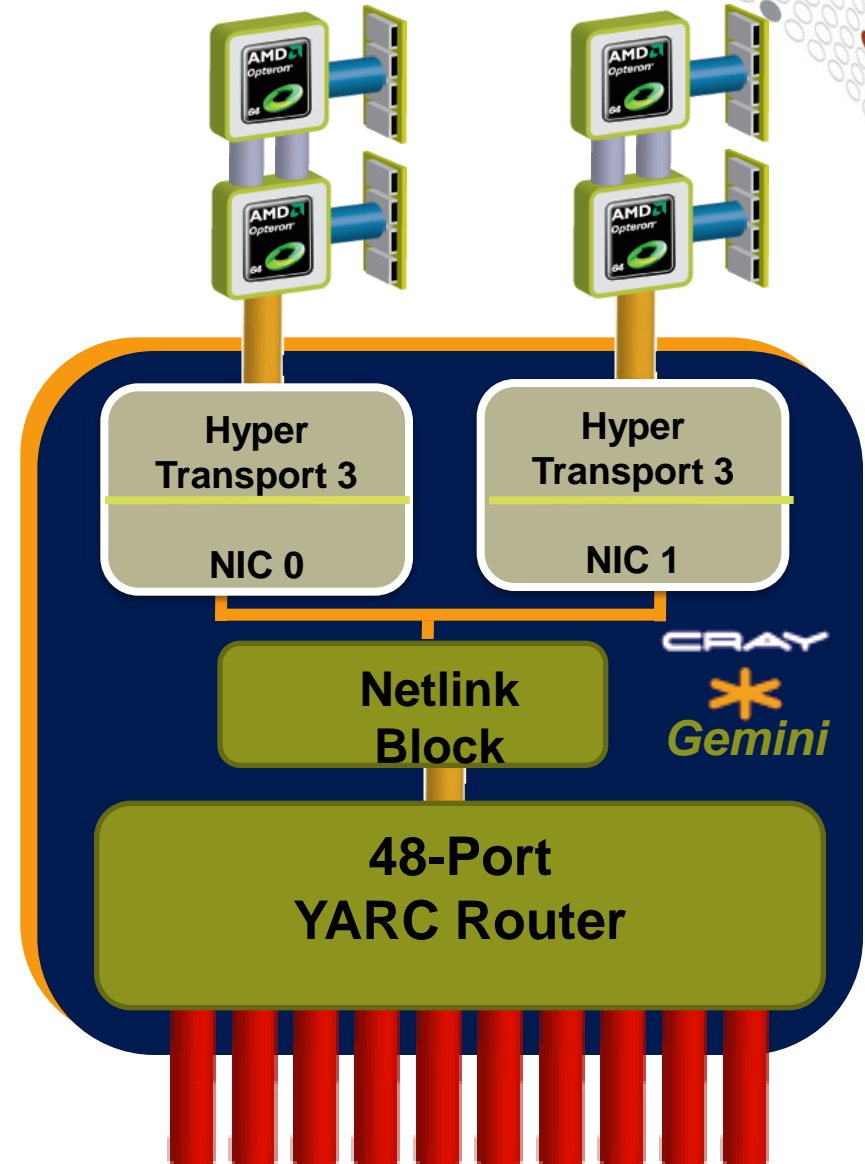 AMD
Opteron
64
AMD
Opteron
64
AMD
Opteron
64
AMD
Opteron
64
Hyper
Transport 3
NIC 0
Hyper
Transport 3
NIC 1
CRAY
Gemini
Netlink
Block
48-Port
YARC Router